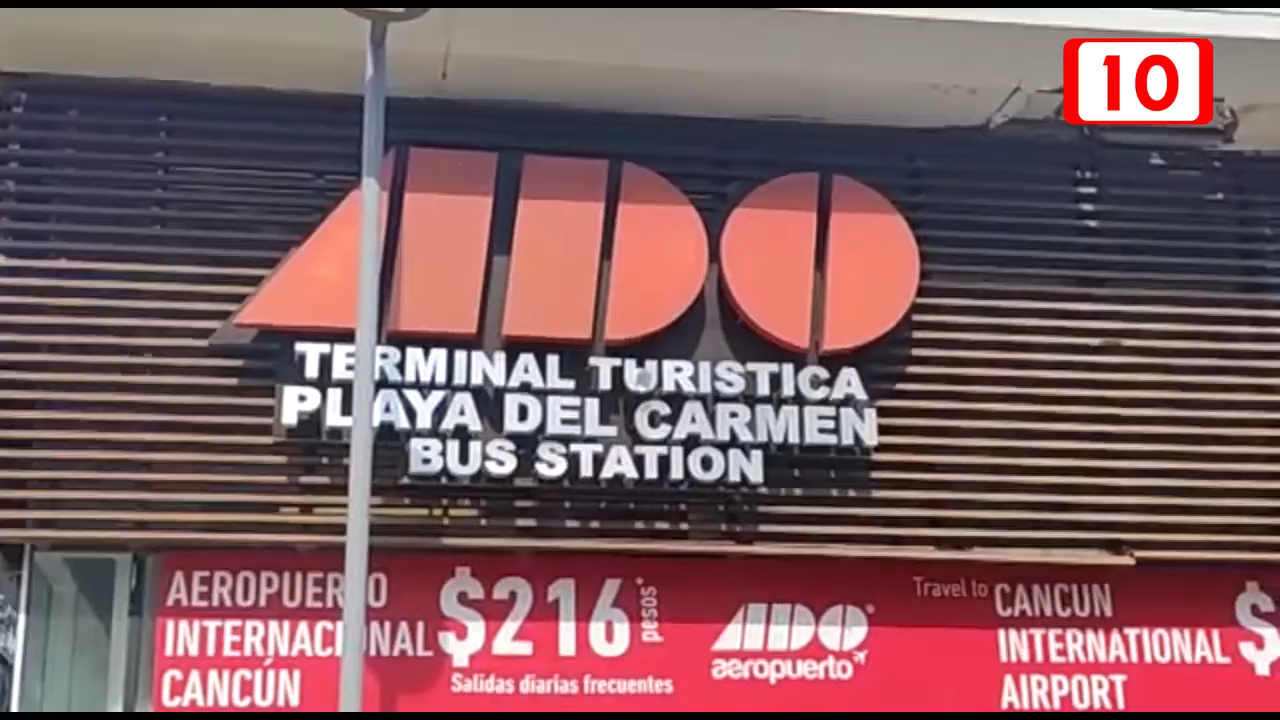 10
ADO
TERMINAL TURISTICA
PLAYA DEL CARMEN
BUS STATION
AEROPUERTO
INTERNACIONAL
CANCÚN
$216
pesos*
Salidas diarias frecuentes
ADO®
aeropuerto
Travel to
CANCUN
INTERNATIONAL
AIRPORT
$